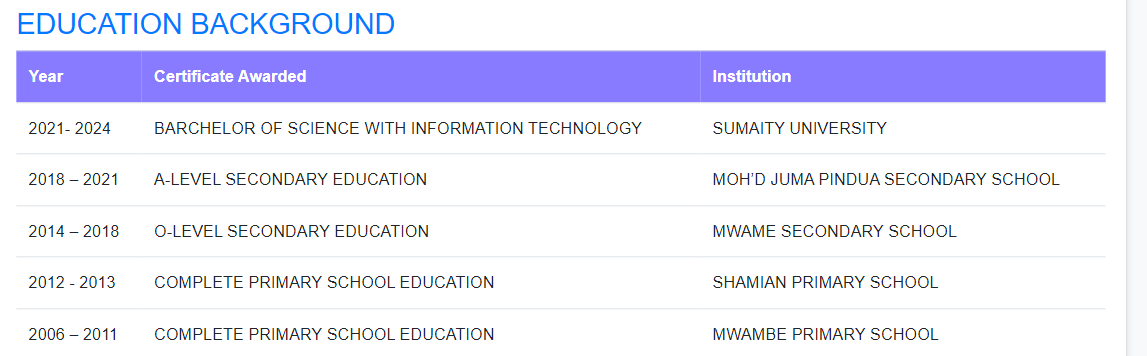 EDUCATION BACKGROUND
Year Certificate Awarded Institution
2021- 2024 BARCHELOR OF SCIENCE WITH INFORMATION TECHNOLOGY SUMAITY UNIVERSITY
2018 – 2021 A-LEVEL SECONDARY EDUCATION MOH’D JUMA PINDUA SECONDARY SCHOOL
2014 – 2018 O-LEVEL SECONDARY EDUCATION MWAME SECONDARY SCHOOL
2012 - 2013 COMPLETE PRIMARY SCHOOL EDUCATION SHAMIAN PRIMARY SCHOOL
2006 – 2011 COMPLETE PRIMARY SCHOOL EDUCATION MWAMBE PRIMARY SCHOOL